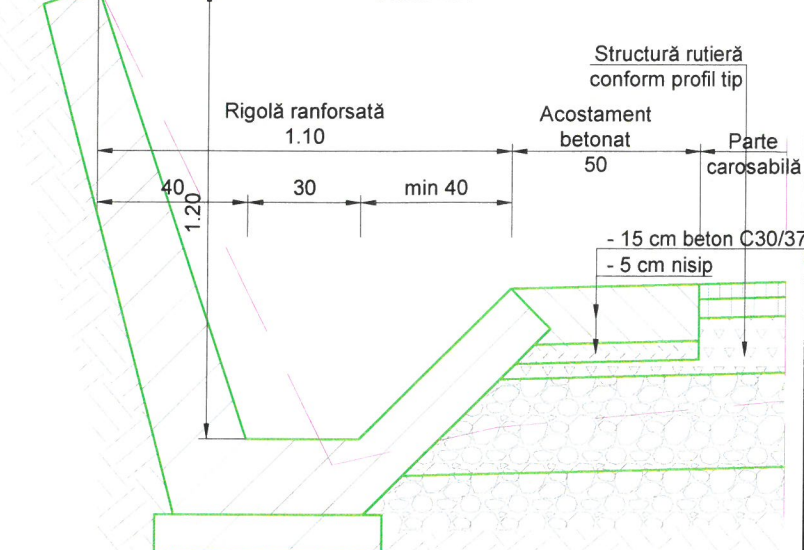 Structură rutieră
conform profil tip
Rigolă ranforsată
1.10
Acostament
betonat
50
Parte
carosabilă
40
30
min 40
1.20
- 15 cm beton C30/37
- 5 cm nisip